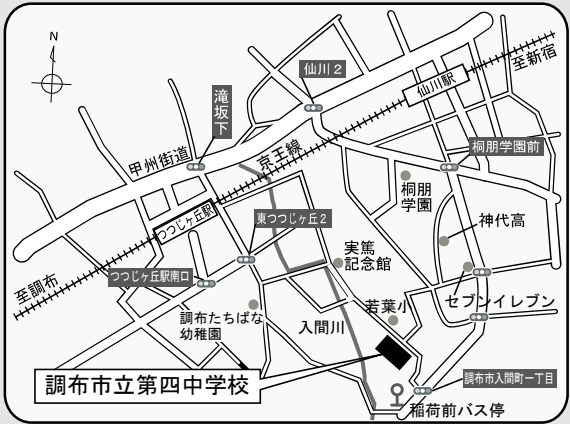 N
仙川2
仙川駅
至新宿
滝坂下
甲州街道
京王線
桐朋学園前
桐朋
学園
つつじヶ丘駅
東つつじヶ丘2
神代高
実篤
記念館
つつじヶ丘駅南口
至調布
調布たちばな
幼稚園
入間川
若葉小
セブンイレブン
調布市入間町一丁目
調布市立第四中学校
稲荷前バス停